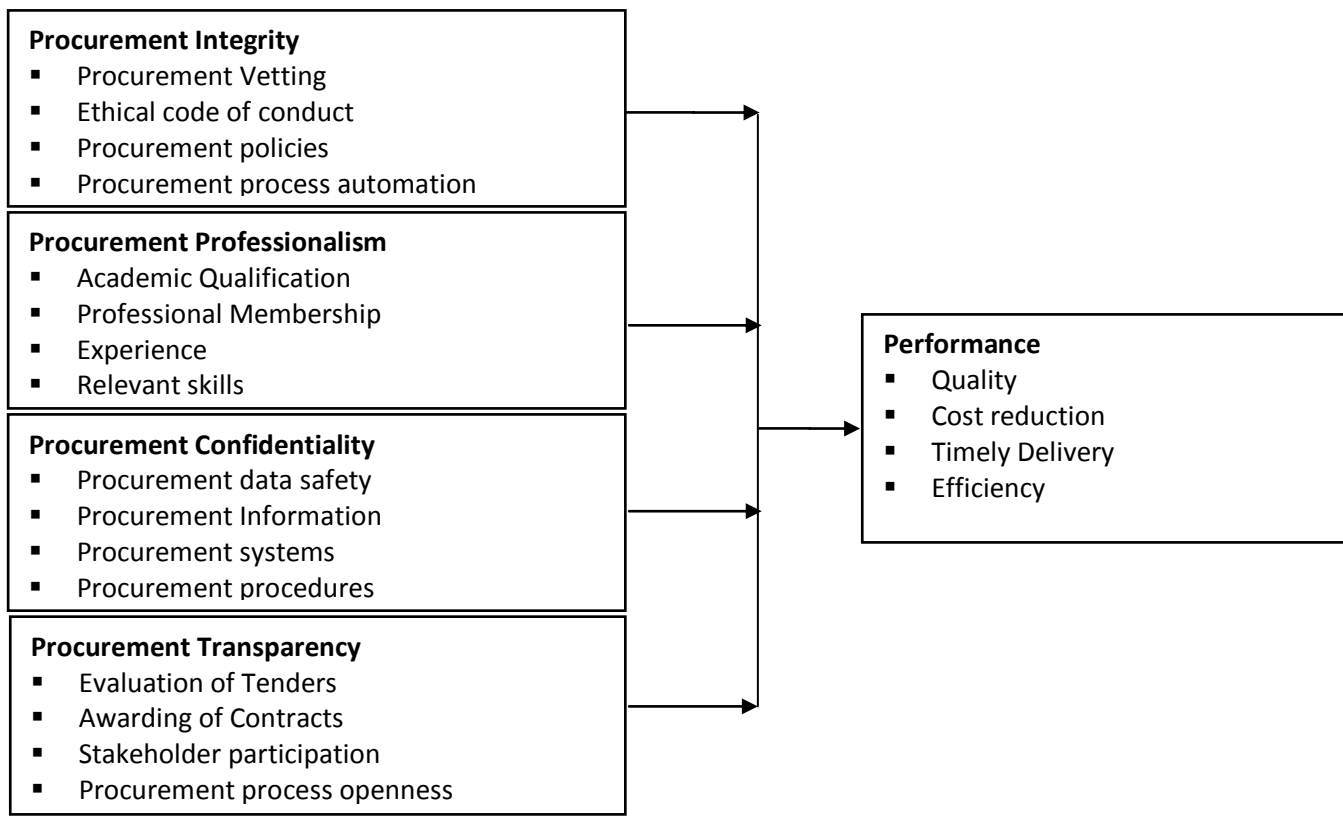 Procurement Integrity
▪ Procurement Vetting
▪ Ethical code of conduct
▪ Procurement policies
▪ Procurement process automation
Procurement Professionalism
▪ Academic Qualification
▪ Professional Membership
▪ Experience
▪ Relevant skills
Procurement Confidentiality
▪ Procurement data safety
▪ Procurement Information
▪ Procurement systems
▪ Procurement procedures
Procurement Transparency
▪ Evaluation of Tenders
▪ Awarding of Contracts
▪ Stakeholder participation
▪ Procurement process openness
Performance
▪ Quality
▪ Cost reduction
▪ Timely Delivery
▪ Efficiency